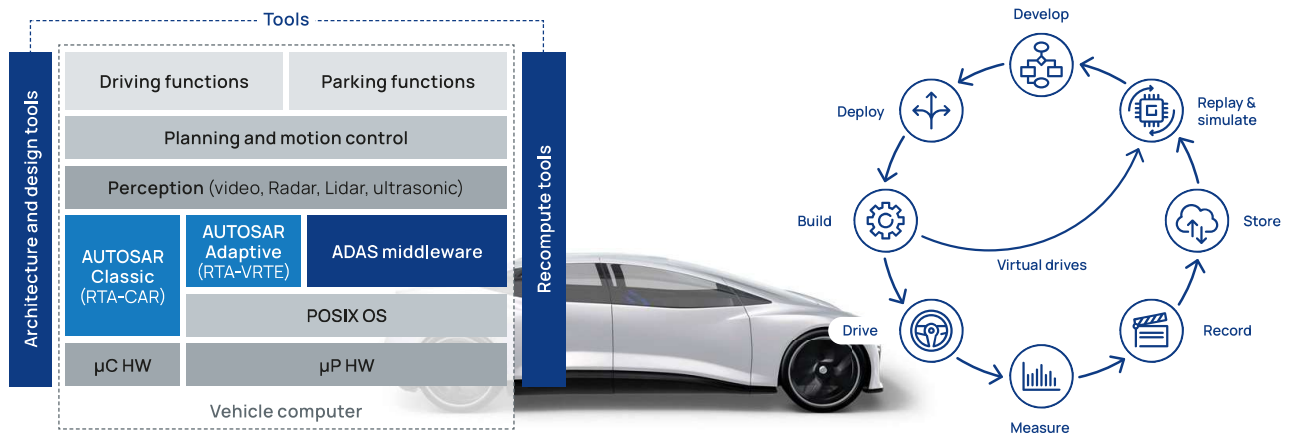 Tools
Architecture and design tools
Driving functions
Parking functions
Planning and motion control
Perception (video, Radar, Lidar, ultrasonic)
AUTOSAR
Classic
(RTA-CAR)
AUTOSAR
Adaptive
(RTA-VRTE)
ADAS middleware
POSIX OS
µC HW
µP HW
Vehicle computer
Recompute tools
Develop
Deploy
Replay &
simulate
Build
Store
Virtual drives
Drive
Record
Measure